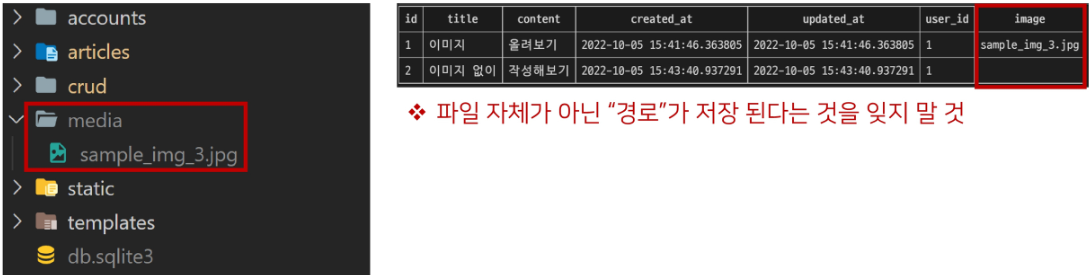 accounts
articles
crud
media
sample_img_3.jpg
static
templates
db.sqlite3
id title content created_at updated_at user_id image
1 이미지 올려보기 2022-10-05 15:41:46.363805 2022-10-05 15:41:46.363805 1 sample_img_3.jpg
2 이미지 없이 작성해보기 2022-10-05 15:43:40.937291 2022-10-05 15:43:40.937291 1
❖ 파일 자체가 아닌 “경로”가 저장 된다는 것을 잊지 말 것